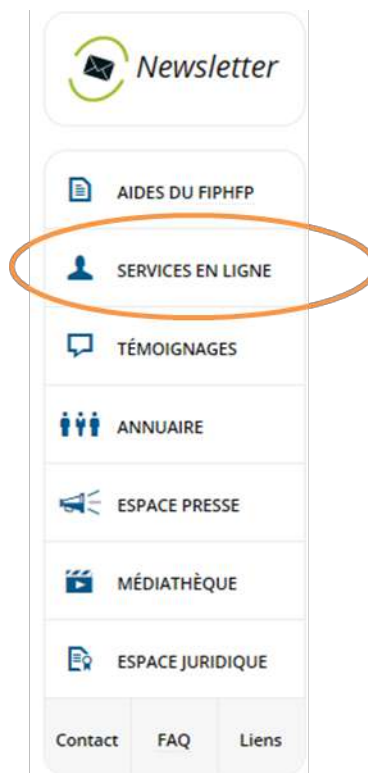 Newsletter
AIDES DU FIPHFP
SERVICES EN LIGNE
TÉMOIGNAGES
ANNUAIRE
ESPACE PRESSE
MÉDIATHÈQUE
ESPACE JURIDIQUE
Contact FAQ Liens